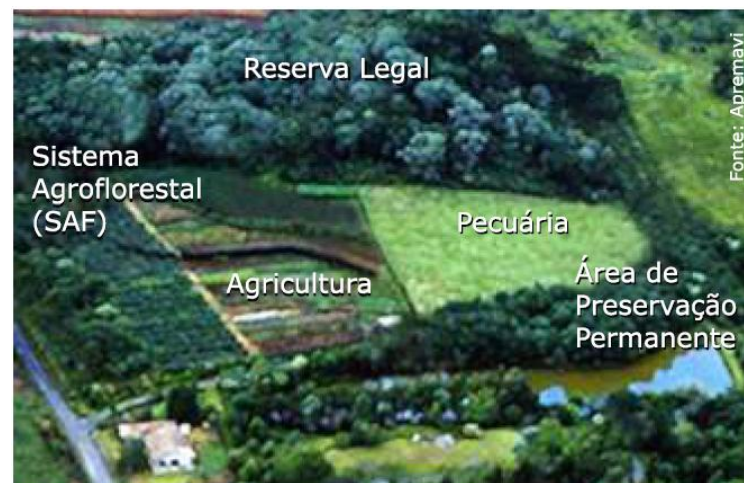 Reserva Legal
Sistema
Agroflorestal
(SAF)
Pecuária
Agricultura
Área de
Preservação
Permanente
Fonte: Apremavi